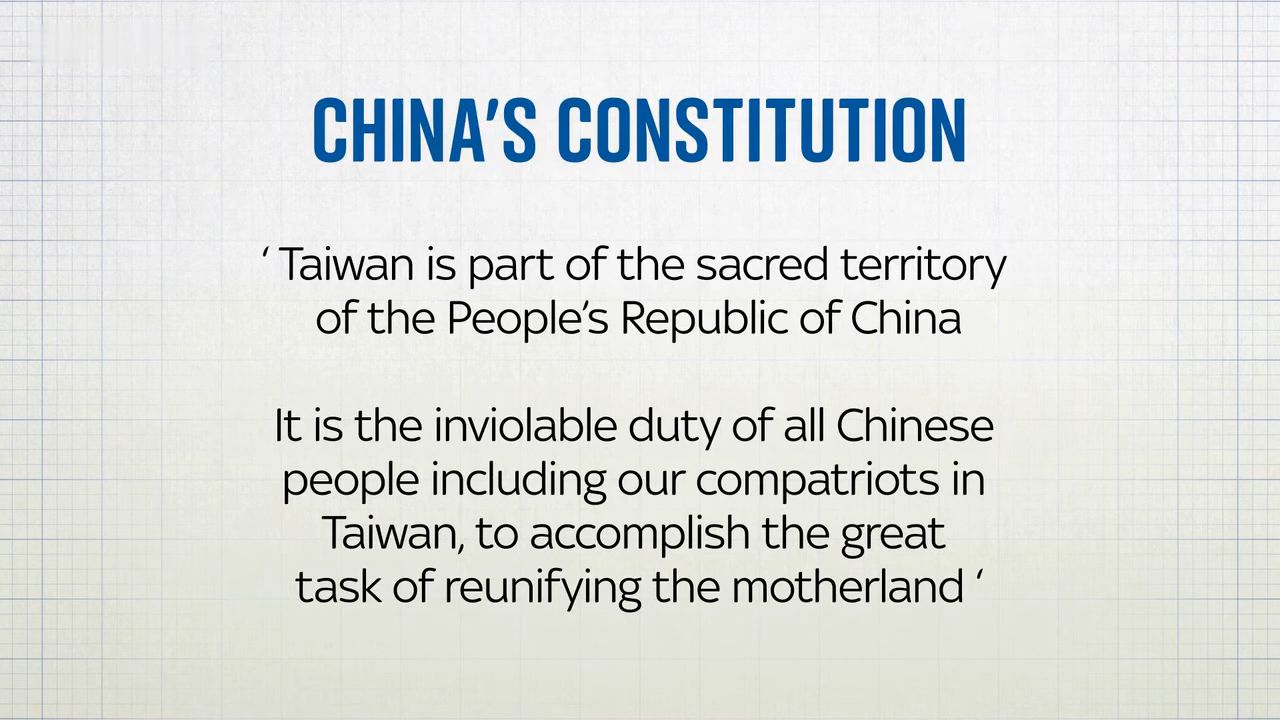 CHINA'S CONSTITUTION
‘ Taiwan is part of the sacred territory
of the People’s Republic of China
It is the inviolable duty of all Chinese
people including our compatriots in
Taiwan, to accomplish the great
task of reunifying the motherland ‘